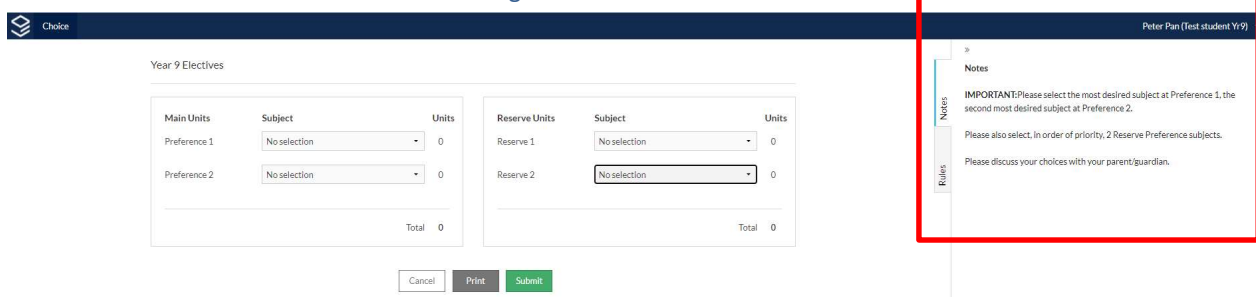 Choice
Peter Pan (Test student Yr9)
Year 9 Electives
Main Units Subject Units
Preference 1 No selection 0
Preference 2 No selection 0
Total 0
Reserve Units Subject Units
Reserve 1 No selection 0
Reserve 2 No selection 0
Total 0
Cancel Print Submit
Notes
Rules
»
Notes
IMPORTANT:Please select the most desired subject at Preference 1, the
second most desired subject at Preference 2.
Please also select, in order of priority, 2 Reserve Preference subjects.
Please discuss your choices with your parent/guardian.